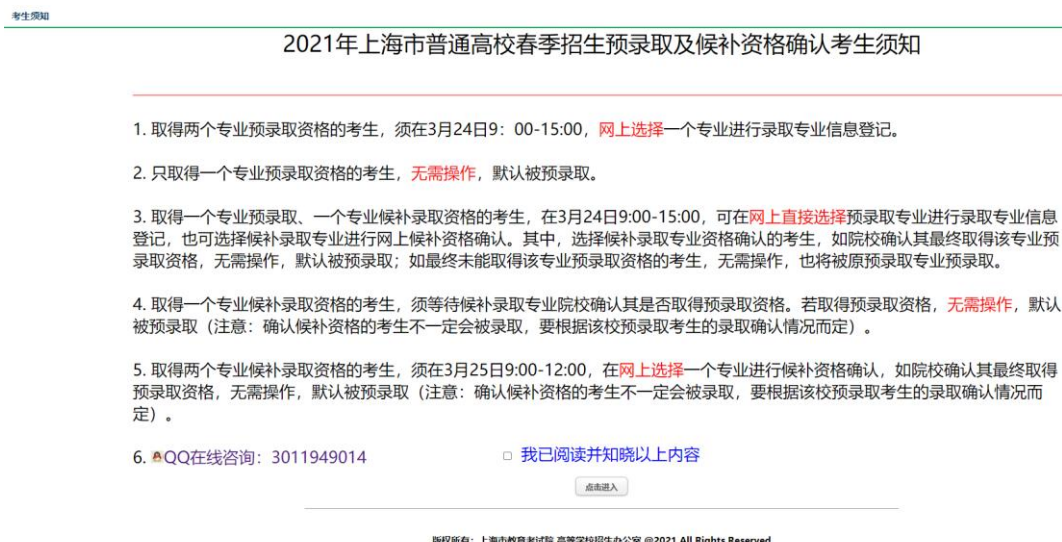 考生须知
2021年上海市普通高校春季招生预录取及候补资格确认考生须知
1. 取得两个专业预录取资格的考生，须在3月24日9：00-15:00，网上选择一个专业进行录取专业信息登记。
2. 只取得一个专业预录取资格的考生，无需操作，默认被预录取。
3. 取得一个专业预录取、一个专业候补录取资格的考生，在3月24日9:00-15:00，可在网上直接选择预录取专业进行录取专业信息
登记，也可选择候补录取专业进行网上候补资格确认。其中，选择候补录取专业资格确认的考生，如院校确认其最终取得该专业预
录取资格，无需操作，默认被预录取；如最终未能取得该专业预录取资格的考生，无需操作，也将被原预录取专业预录取。
4. 取得一个专业候补录取资格的考生，须等待候补录取专业院校确认其是否取得预录取资格。若取得预录取资格，无需操作，默认
被预录取（注意：确认候补资格的考生不一定会被录取，要根据该校预录取考生的录取确认情况而定）。
5. 取得两个专业候补录取资格的考生，须在3月25日9:00-12:00，在网上选择一个专业进行候补资格确认，如院校确认其最终取得
预录取资格，无需操作，默认被预录取（注意：确认候补资格的考生不一定会被录取，要根据该校预录取考生的录取确认情况而
定）。
6. QQ在线咨询：3011949014
我已阅读并知晓以上内容
点击进入
版权所有：上海市教育考试院 高等学校招生办公室 @2021 All Rights Reserved